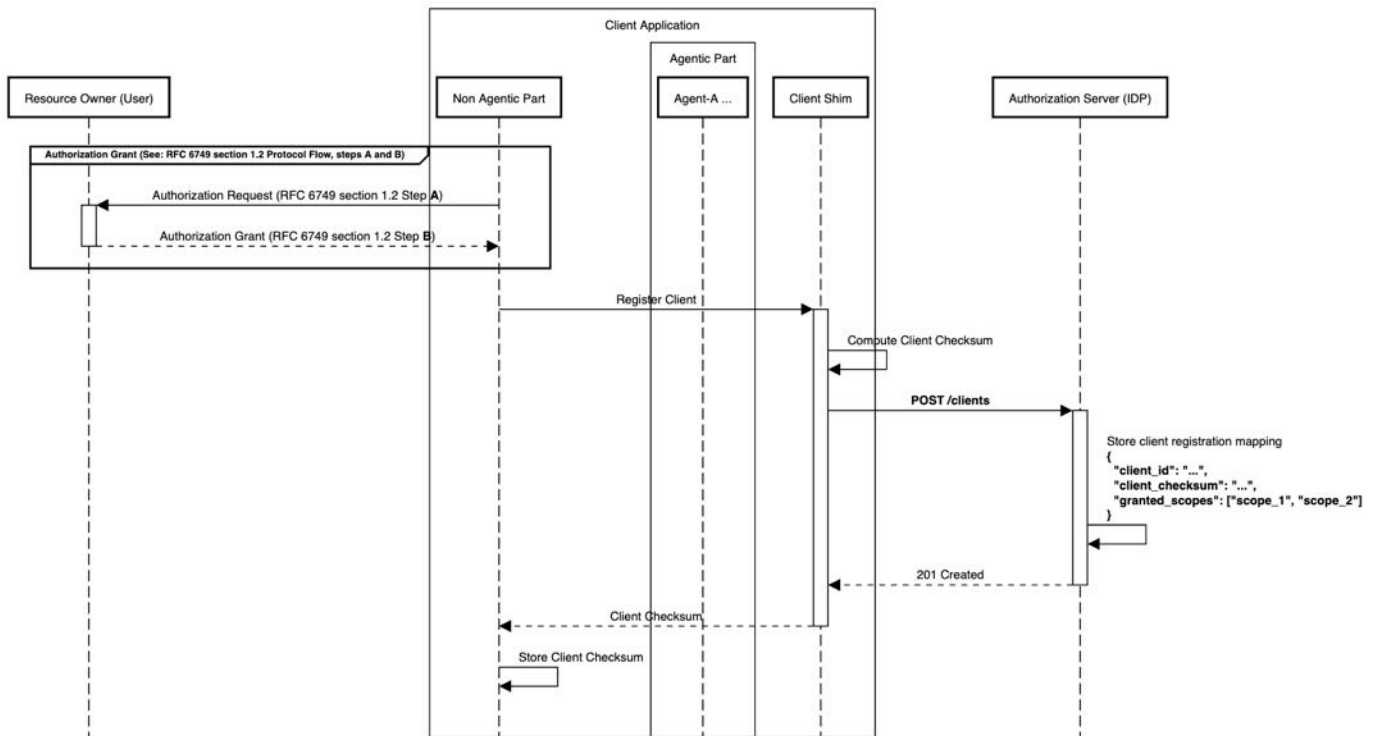 Client Application
Agentic Part
Resource Owner (User)
Non Agentic Part
Agent-A ...
Client Shim
Authorization Server (IDP)
Authorization Grant (See: RFC 6749 section 1.2 Protocol Flow, steps A and B)
Authorization Request (RFC 6749 section 1.2 Step A)
Authorization Grant (RFC 6749 section 1.2 Step B)
Register Client
Compute Client Checksum
POST /clients
Store client registration mapping
{
"client_id": "...",
"client_checksum": "...",
"granted_scopes": ["scope_1", "scope_2"]
}
201 Created
Client Checksum
Store Client Checksum